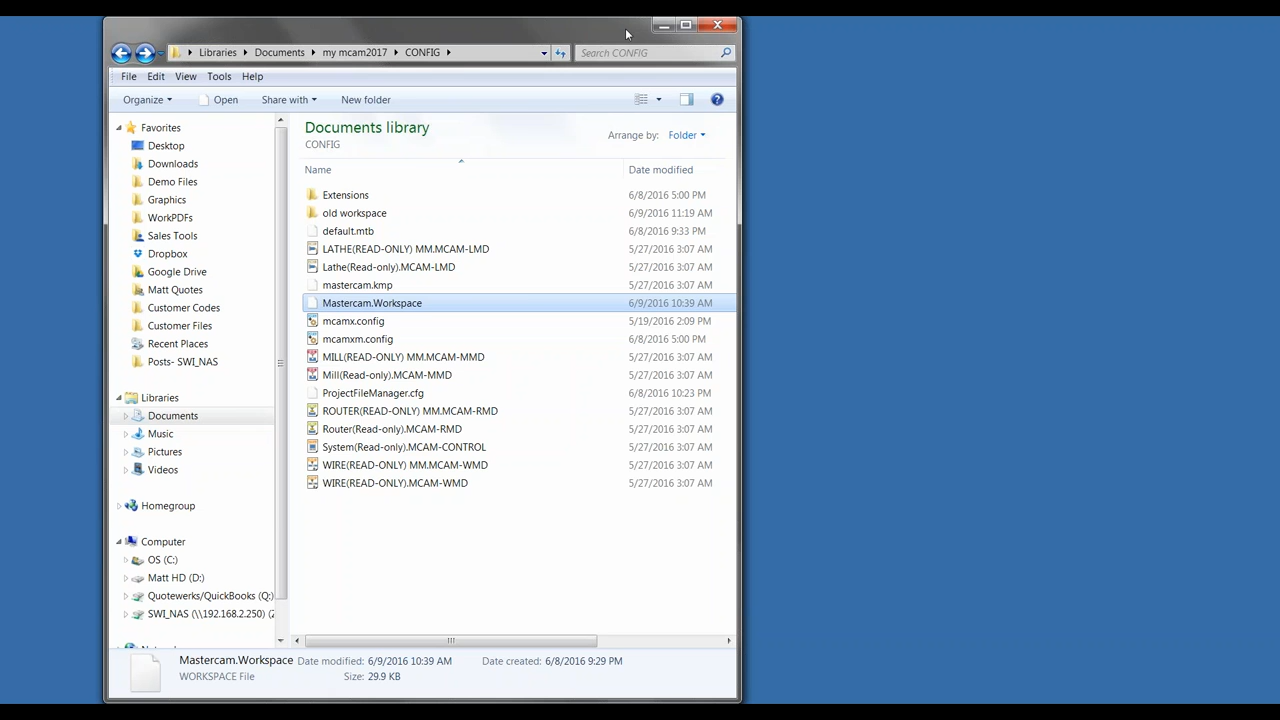 Libraries Documents my mcam2017 CONFIG Search CONFIG
File Edit View Tools Help
Organize Open Share with New folder
Favorites
Desktop
Downloads
Demo Files
Graphics
WorkPDFs
Sales Tools
Dropbox
Google Drive
Matt Quotes
Customer Codes
Customer Files
Recent Places
Posts- SWI_NAS
Libraries
Documents
Music
Pictures
Videos
Homegroup
Computer
OS (C:)
Matt HD (D:)
Quotewerks/QuickBooks (Q:)
SWI_NAS (\\192.168.2.250) (Z
Documents library
CONFIG
Arrange by: Folder
Name Date modified
Extensions 6/8/2016 5:00 PM
old workspace 6/9/2016 11:19 AM
default.mtb 6/8/2016 9:33 PM
LATHE(READ-ONLY) MM.MCAM-LMD 5/27/2016 3:07 AM
Lathe(Read-only).MCAM-LMD 5/27/2016 3:07 AM
mastercam.kmp 5/27/2016 3:07 AM
Mastercam.Workspace 6/9/2016 10:39 AM
mcamx.config 5/19/2016 2:09 PM
mcamxm.config 6/8/2016 5:00 PM
MILL(READ-ONLY) MM.MCAM-MMD 5/27/2016 3:07 AM
Mill(Read-only).MCAM-MMD 5/27/2016 3:07 AM
ProjectFileManager.cfg 6/8/2016 10:23 PM
ROUTER(READ-ONLY) MM.MCAM-RMD 5/27/2016 3:07 AM
Router(Read-only).MCAM-RMD 5/27/2016 3:07 AM
System(Read-only).MCAM-CONTROL 5/27/2016 3:07 AM
WIRE(READ-ONLY) MM.MCAM-WMD 5/27/2016 3:07 AM
WIRE(READ-ONLY).MCAM-WMD 5/27/2016 3:07 AM
Mastercam.Workspace Date modified: 6/9/2016 10:39 AM Date created: 6/8/2016 9:29 PM
WORKSPACE File Size: 29.9 KB